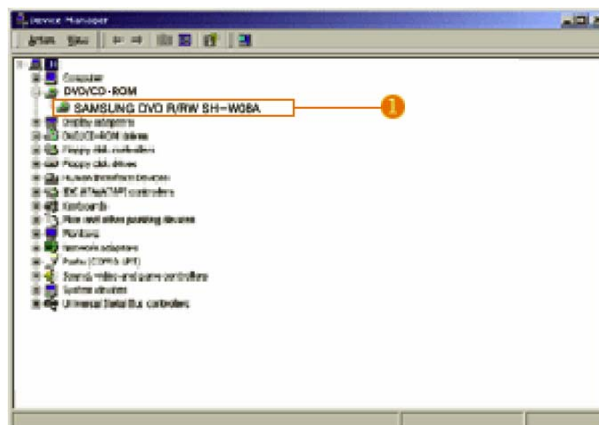 Device Manager
Action View
Computer
DVD/CD-ROM
SAMSUNG DVD R/RW SH-W08A
1
Display adapters
DVD/CD-ROM drives
Floppy disk controllers
Floppy disk drives
Human Interface Devices
IDE ATA/ATAPI controllers
Keyboards
Mice and other pointing devices
Monitors
Network adapters
Ports (COM & LPT)
Sound, video and game controllers
System devices
Universal Serial Bus controllers